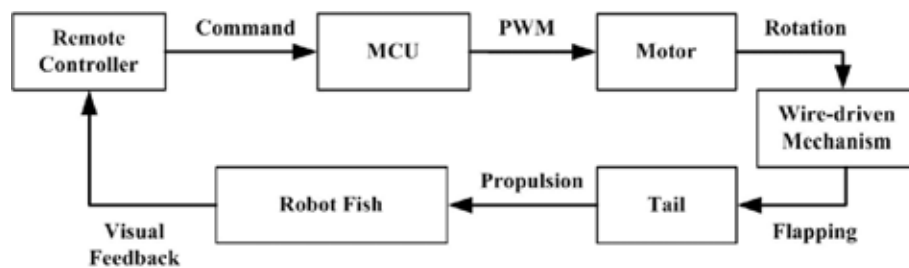 Remote
Controller
Command
MCU
PWM
Motor
Rotation
Wire-driven
Mechanism
Flapping
Tail
Propulsion
Robot Fish
Visual
Feedback